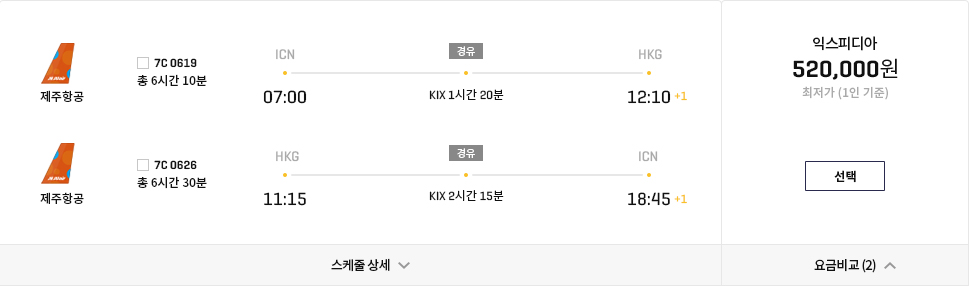 제주항공
7C 0619
총 6시간 10분
ICN
경유
HKG
07:00
KIX 1시간 20분
12:10 +1
제주항공
7C 0626
총 6시간 30분
HKG
경유
ICN
11:15
KIX 2시간 15분
18:45 +1
스케줄 상세
익스피디아
520,000원
최저가 (1인 기준)
선택
요금비교 (2)